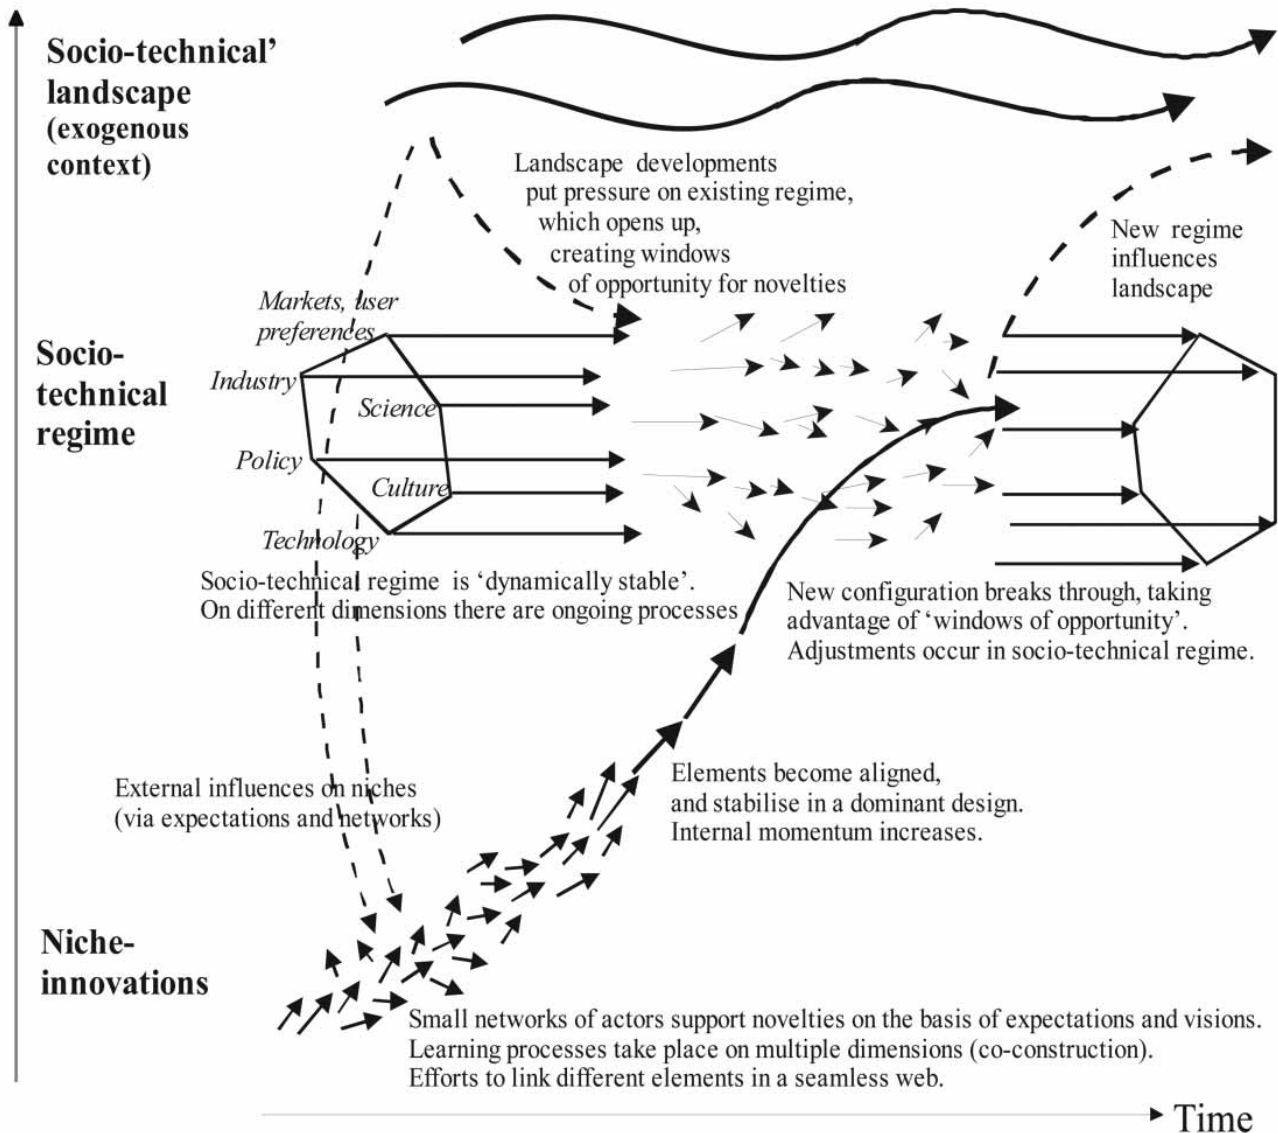 Socio-technical’
landscape
(exogenous
context)
Landscape developments
put pressure on existing regime,
which opens up,
creating windows
of opportunity for novelties
New regime
influences
landscape
Markets, user
preferences
Socio-
technical
regime
Industry
Science
Policy
Culture
Technology
Socio-technical regime is ‘dynamically stable’.
On different dimensions there are ongoing processes
New configuration breaks through, taking
advantage of ‘windows of opportunity’.
Adjustments occur in socio-technical regime.
External influences on niches
(via expectations and networks)
Elements become aligned,
and stabilise in a dominant design.
Internal momentum increases.
Niche-
innovations
Small networks of actors support novelties on the basis of expectations and visions.
Learning processes take place on multiple dimensions (co-construction).
Efforts to link different elements in a seamless web.
Time